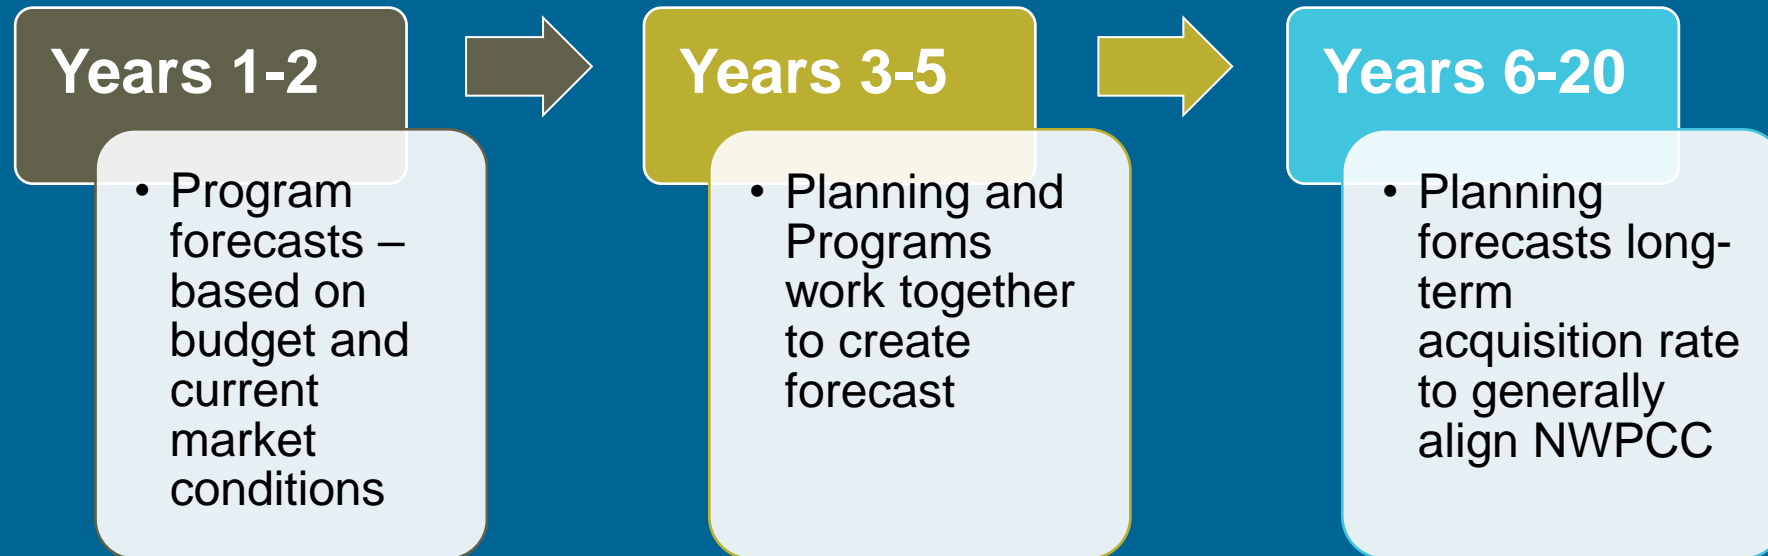 Years 1-2
• Program
forecasts –
based on
budget and
current
market
conditions
Years 3-5
• Planning and
Programs
work together
to create
forecast
Years 6-20
• Planning
forecasts long-
term
acquisition rate
to generally
align NWPCC